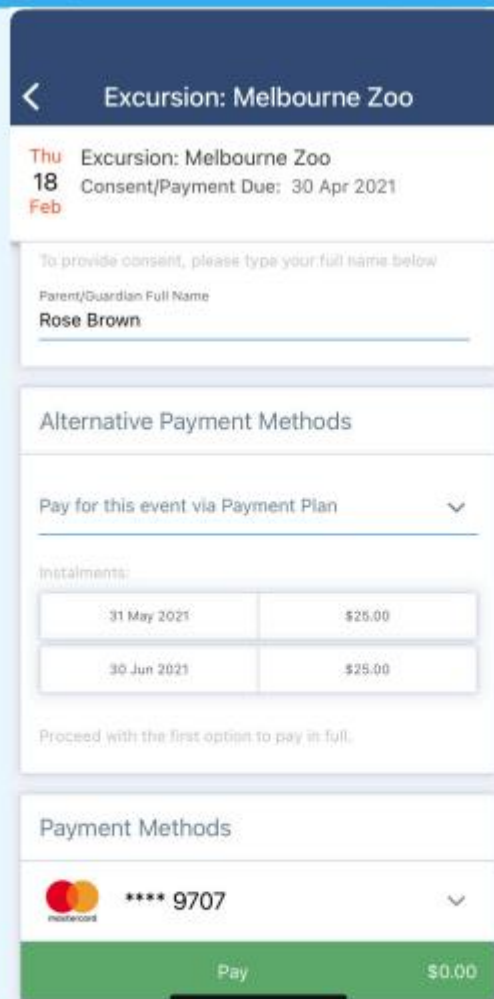 Excursion: Melbourne Zoo
Thu
18
Feb
Excursion: Melbourne Zoo
Consent/Payment Due: 30 Apr 2021
To provide consent, please type your full name below
Parent/Guardian Full Name
Rose Brown
Alternative Payment Methods
Pay for this event via Payment Plan
Instalments:
31 May 2021 $25.00
30 Jun 2021 $25.00
Proceed with the first option to pay in full.
Payment Methods
mastercard
**** 9707
Pay $0.00